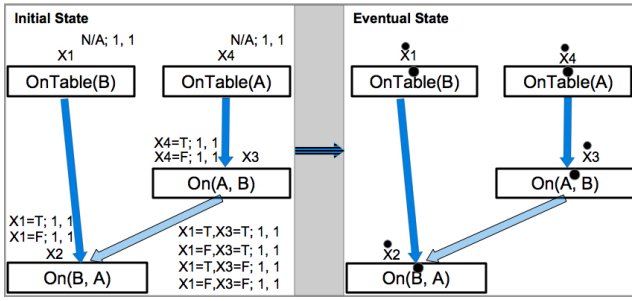 Initial State
N/A; 1, 1
N/A; 1, 1
X1
X4
OnTable(B)
OnTable(A)
X4=T; 1, 1
X4=F; 1, 1
X3
On(A, B)
X1=T; 1, 1
X1=F; 1, 1
X2
On(B, A)
X1=T,X3=T; 1, 1
X1=F,X3=T; 1, 1
X1=T,X3=F; 1, 1
X1=F,X3=F; 1, 1
Eventual State
X1
X4
OnTable(B)
OnTable(A)
X3
On(A, B)
X2
On(B, A)